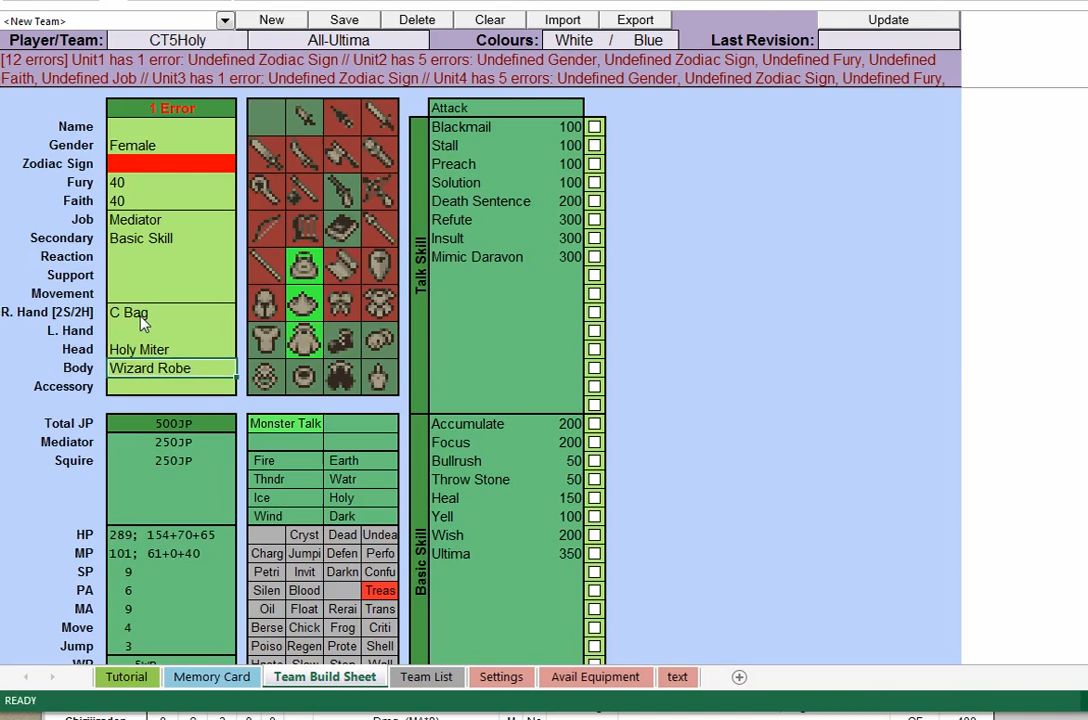 <New Team>
New Save Delete Clear Import Export Update
Player/Team: CT5Holy All-Ultima Colours: White / Blue Last Revision:
[12 errors] Unit1 has 1 error: Undefined Zodiac Sign // Unit2 has 5 errors: Undefined Gender, Undefined Zodiac Sign, Undefined Fury, Undefined
Faith, Undefined Job // Unit3 has 1 error: Undefined Zodiac Sign // Unit4 has 5 errors: Undefined Gender, Undefined Zodiac Sign, Undefined Fury,
1 Error
Name
Gender Female
Zodiac Sign
Fury 40
Faith 40
Job Mediator
Secondary Basic Skill
Reaction
Support
Movement
R. Hand [2S/2H] C Bag
L. Hand
Head Holy Miter
Body Wizard Robe
Accessory
Attack
Talk Skill
Blackmail 100
Stall 100
Preach 100
Solution 100
Death Sentence 200
Refute 300
Insult 300
Mimic Daravon 300
Total JP 500JP
Mediator 250JP
Squire 250JP
Monster Talk
Fire Earth
Thndr Watr
Ice Holy
Wind Dark
Basic Skill
Accumulate 200
Focus 200
Bullrush 50
Throw Stone 50
Heal 150
Yell 100
Wish 200
Ultima 350
HP 289; 154+70+65
MP 101; 61+0+40
SP 9
PA 6
MA 9
Move 4
Jump 3
Cryst Dead Undea
Charg Jumpi Defen Perfo
Petri Invit Darkn Confu
Silen Blood Treas
Oil Float Rerai Trans
Berse Chick Frog Criti
Poiso Regen Prote Shell
Tutorial Memory Card Team Build Sheet Team List Settings Avail Equipment text
READY